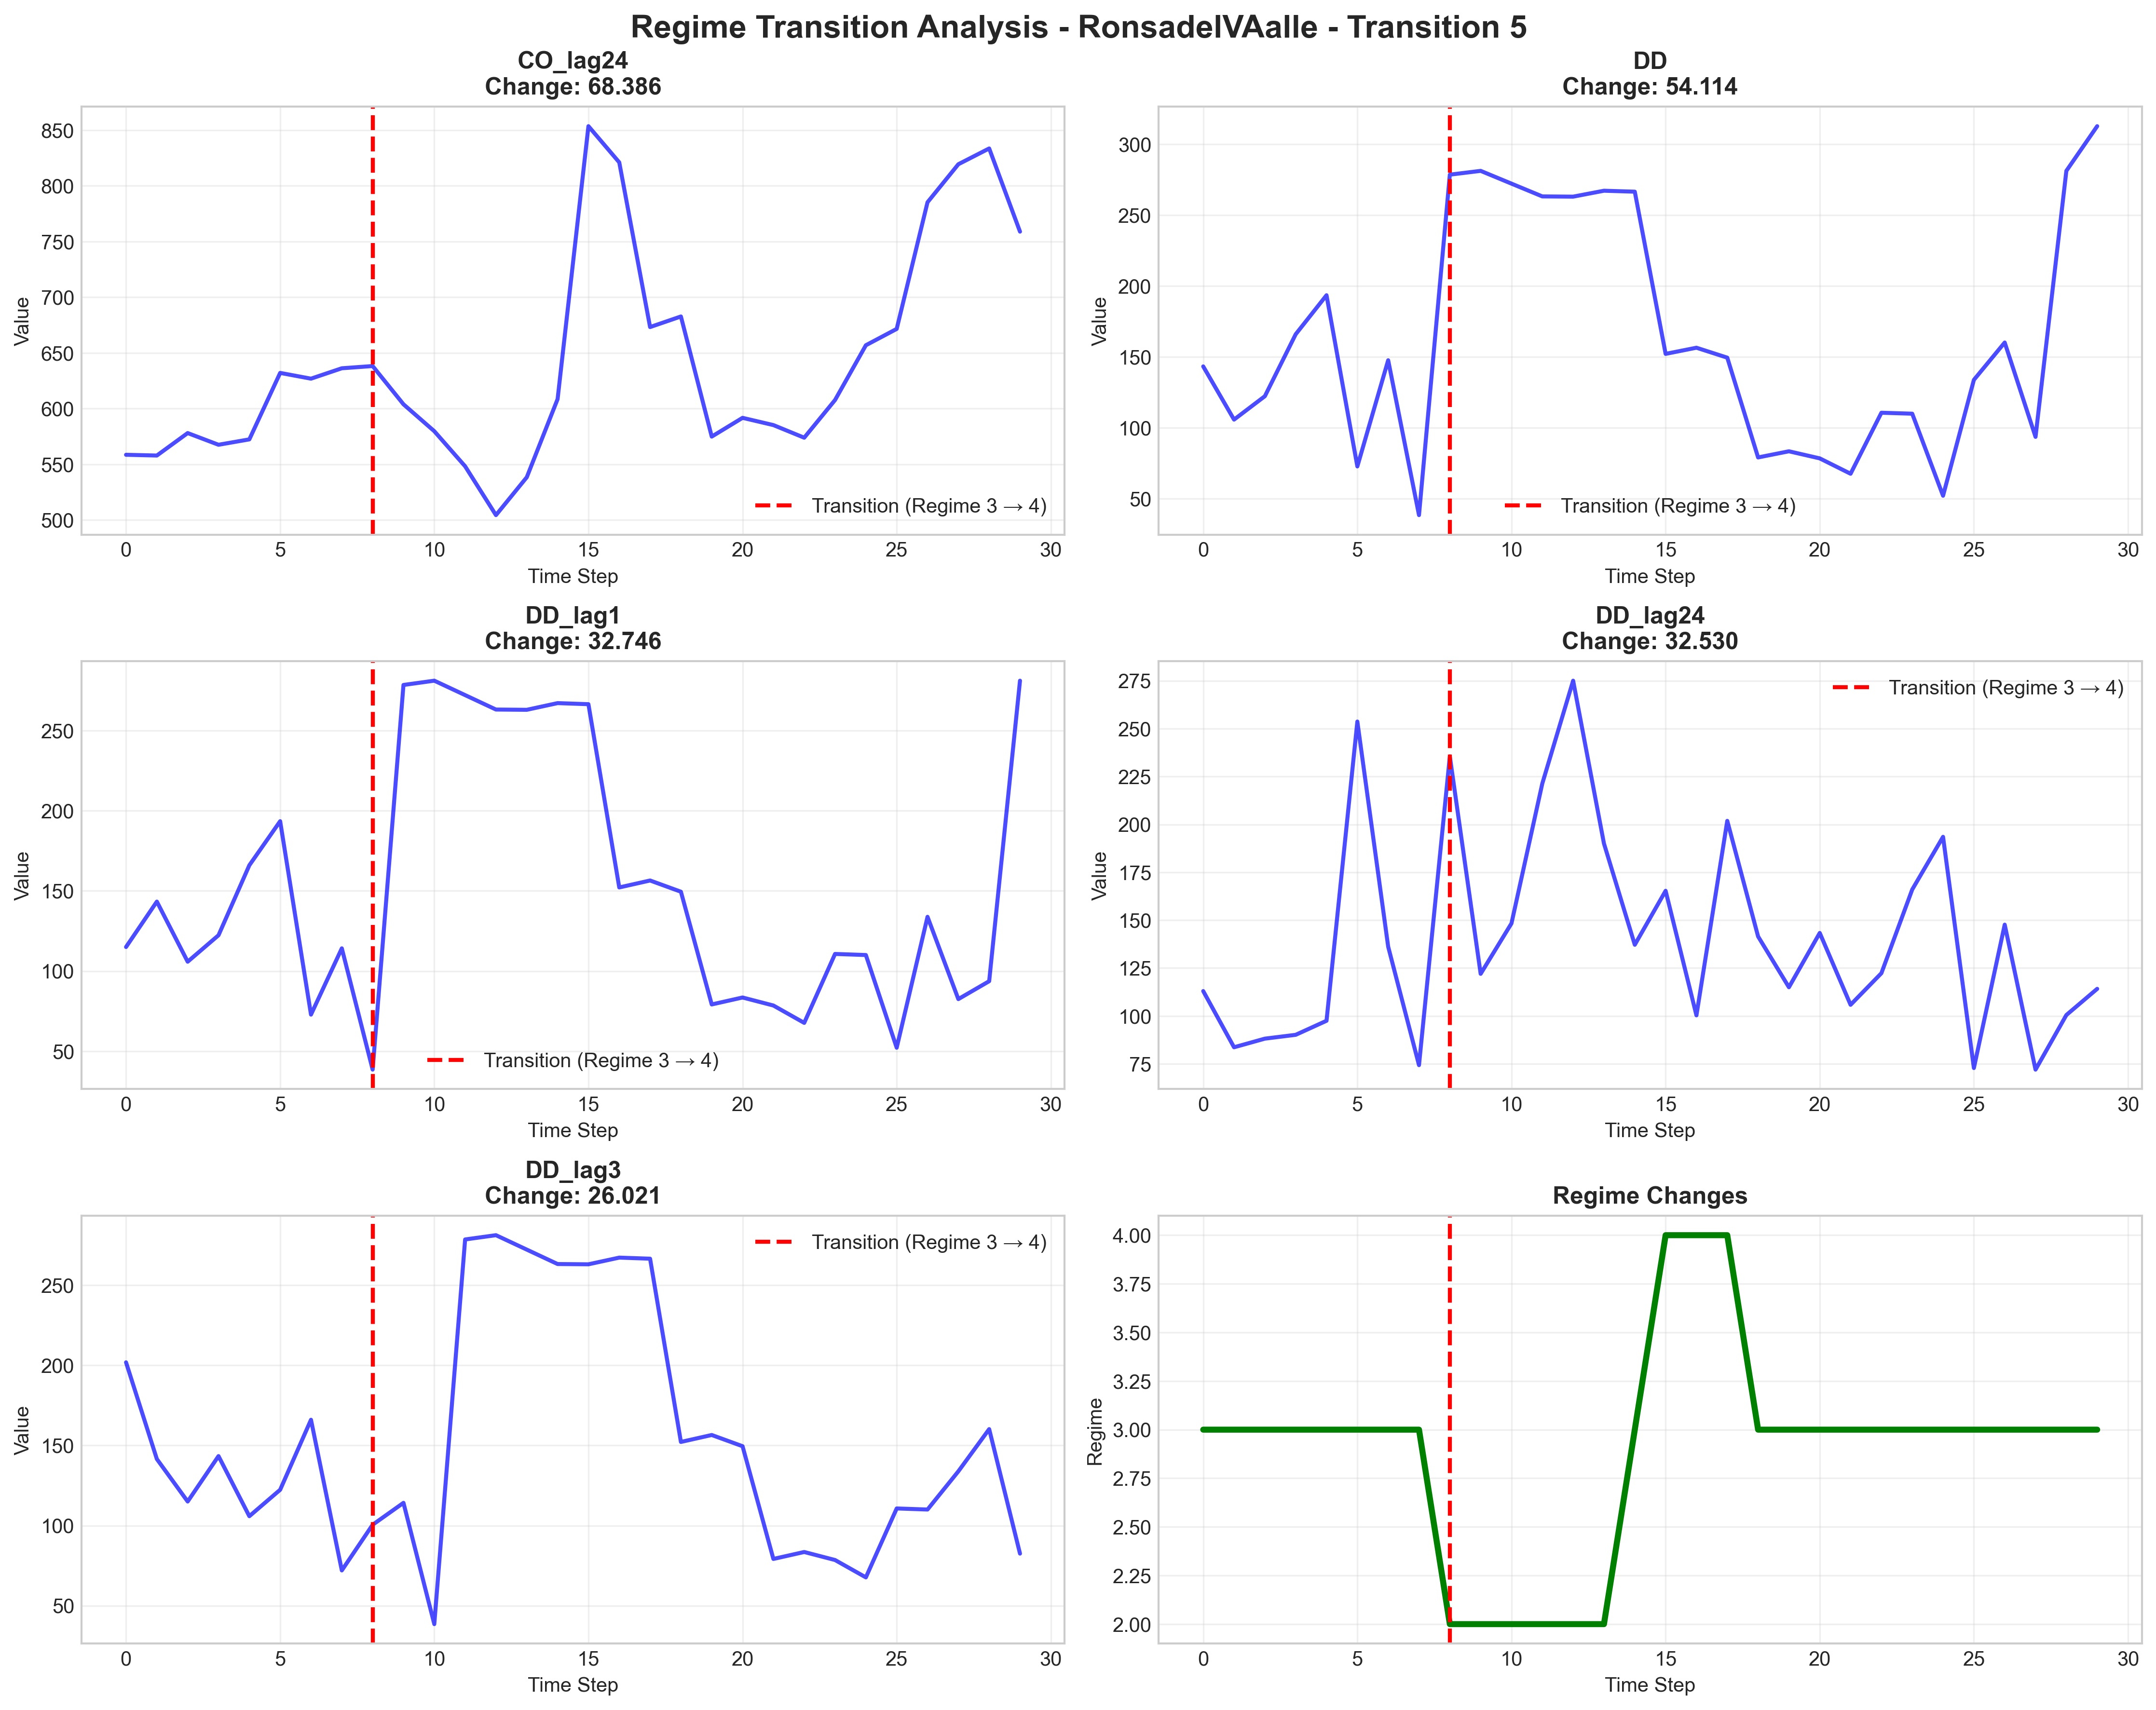 Regime Transition Analysis - RonsadelVAalle - Transition 5
CO_lag24
Change: 68.386
850
800
750
700
650
600
550
500
Value
0 5 10 15 20 25 30
Time Step
Transition (Regime 3 → 4)
DD
Change: 54.114
300
250
200
150
100
50
Value
0 5 10 15 20 25 30
Time Step
Transition (Regime 3 → 4)
DD_lag1
Change: 32.746
250
200
150
100
50
Value
0 5 10 15 20 25 30
Time Step
Transition (Regime 3 → 4)
DD_lag24
Change: 32.530
275
250
225
200
175
150
125
100
75
Value
0 5 10 15 20 25 30
Time Step
Transition (Regime 3 → 4)
DD_lag3
Change: 26.021
250
200
150
100
50
Value
0 5 10 15 20 25 30
Time Step
Transition (Regime 3 → 4)
Regime Changes
4.00
3.75
3.50
3.25
3.00
2.75
2.50
2.25
2.00
Regime
0 5 10 15 20 25 30
Time Step